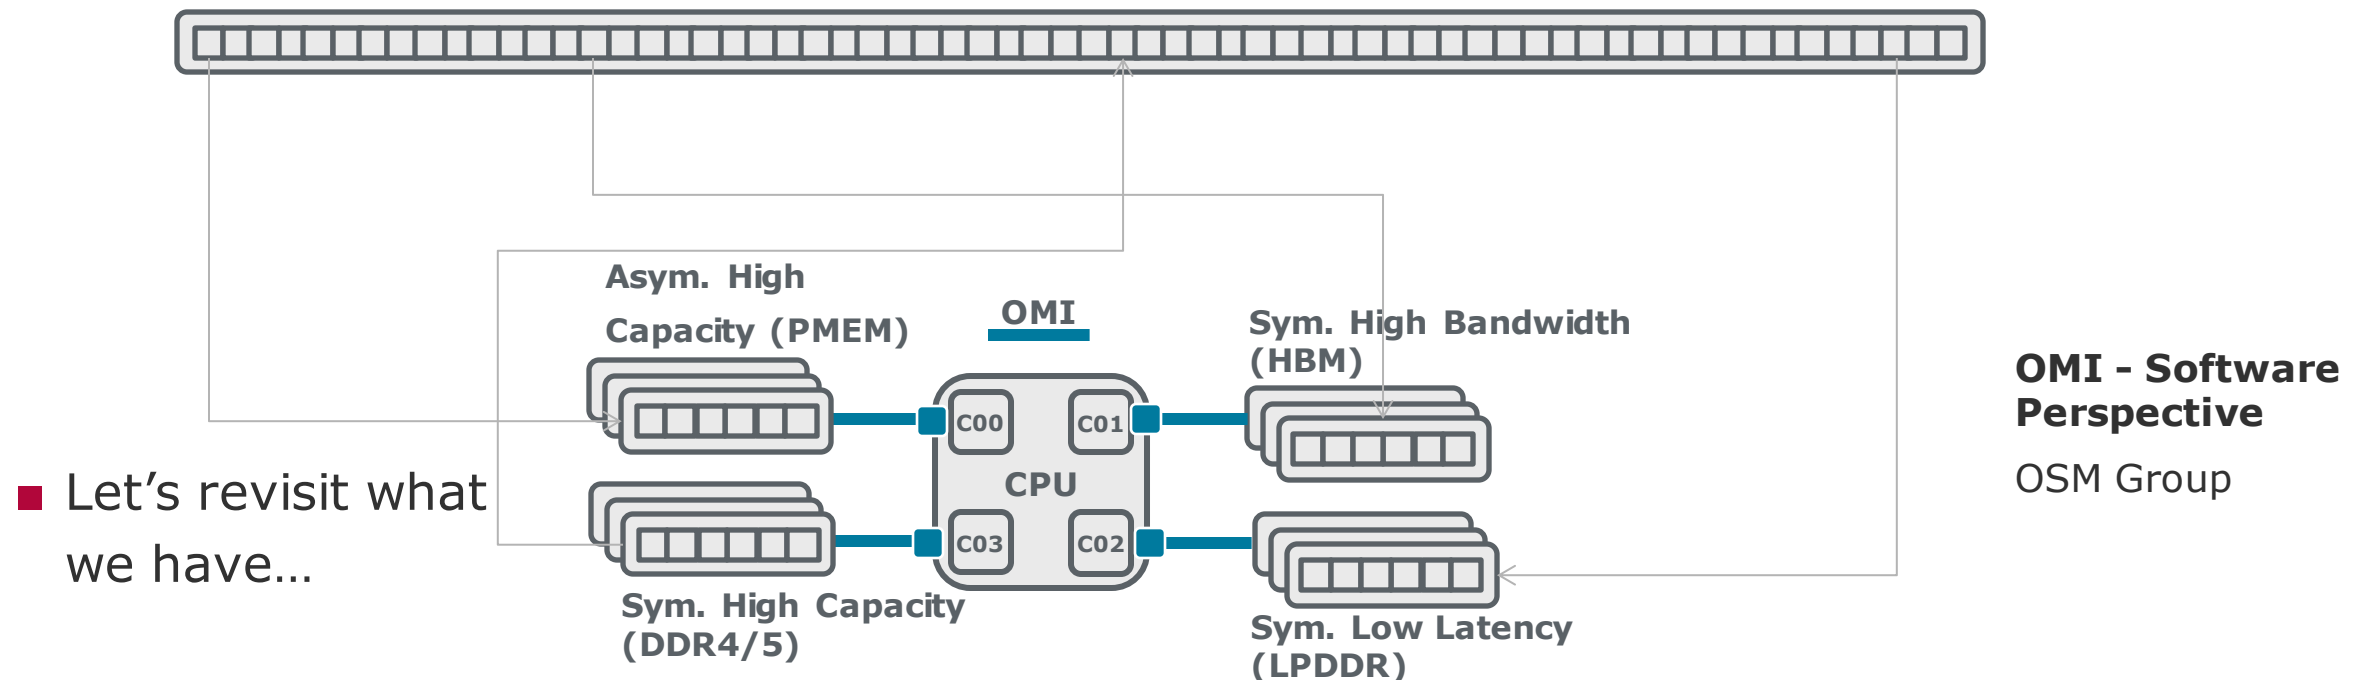 Asym. High
Capacity (PMEM)
OMI
Sym. High Bandwidth
(HBM)
C00
C01
CPU
C03
C02
Sym. High Capacity
(DDR4/5)
Sym. Low Latency
(LPDDR)
■ Let’s revisit what
we have…
OMI - Software
Perspective
OSM Group